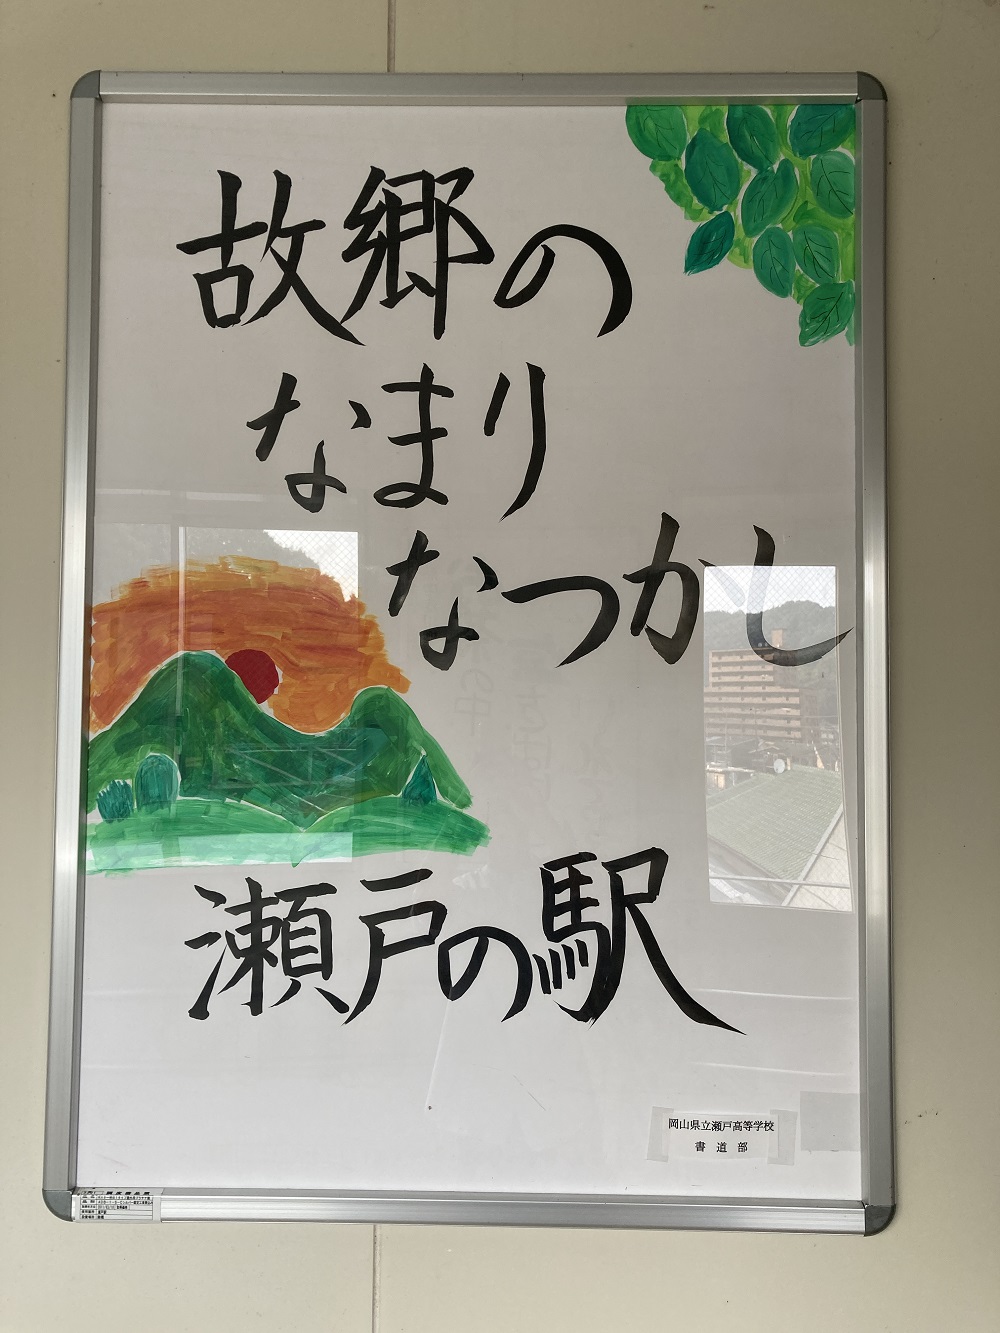 故郷の
なまり
なつかし
瀬戸の駅
岡山県立瀬戸高等学校
書道部